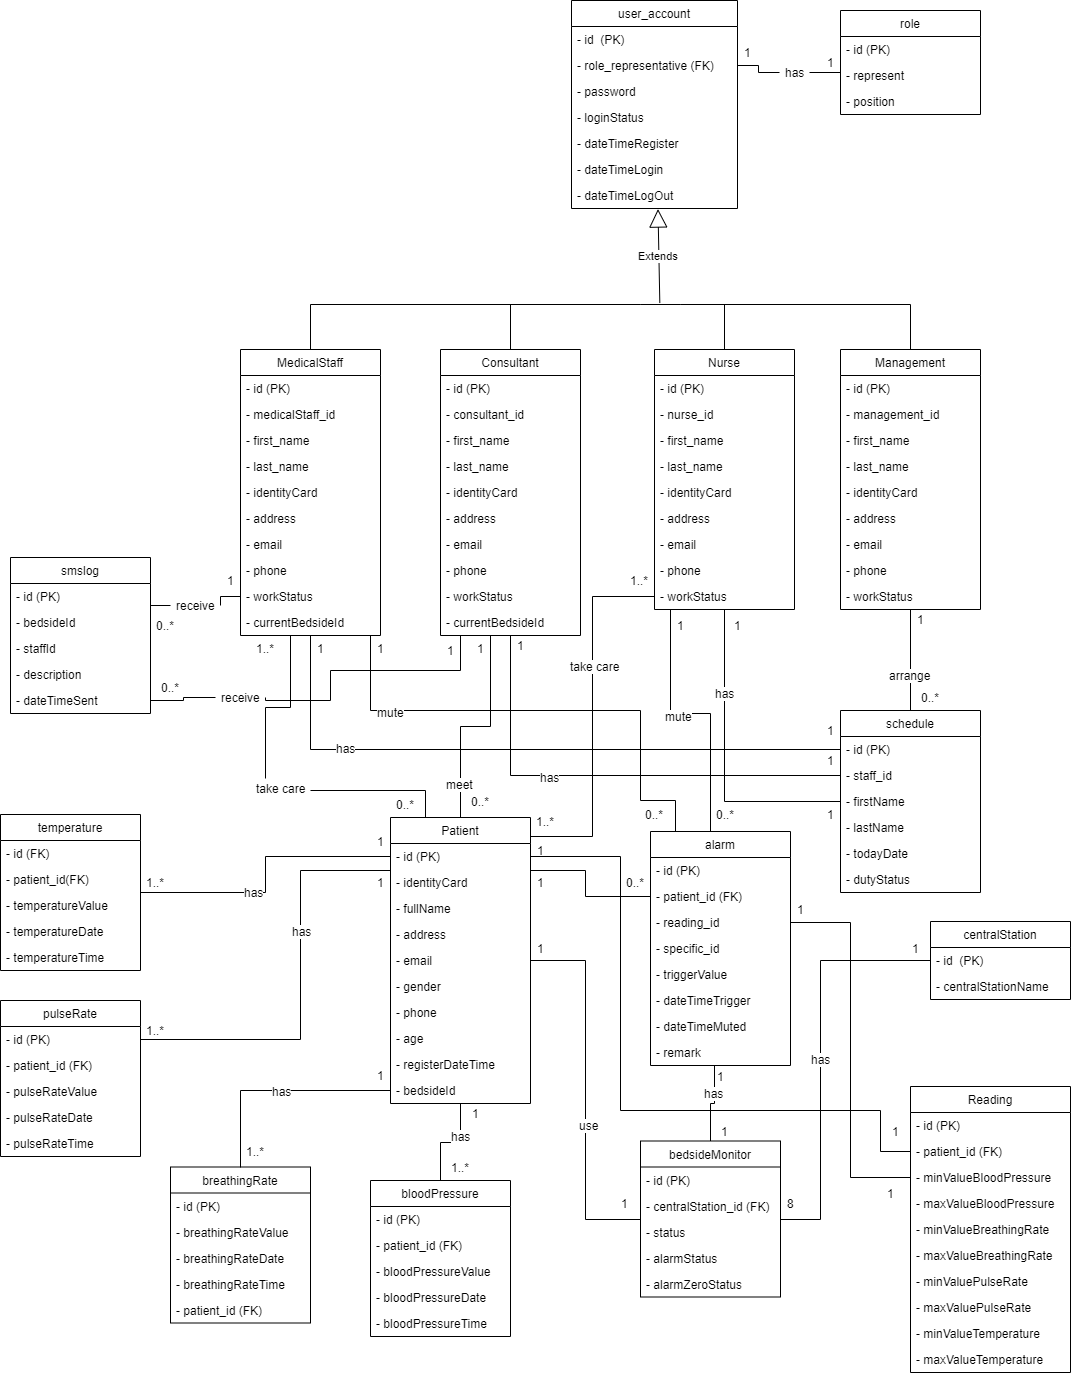 user_account
- id  (PK)
- role_representative (FK)
- password
- loginStatus
- dateTimeRegister
- dateTimeLogin
- dateTimeLogOut
1
has
1
role
- id (PK)
- represent
- position
Extends
MedicalStaff
- id (PK)
- medicalStaff_id
- first_name
- last_name
- identityCard
- address
- email
- phone
- workStatus
- currentBedsideId
Consultant
- id (PK)
- consultant_id
- first_name
- last_name
- identityCard
- address
- email
- phone
- workStatus
- currentBedsideId
Nurse
- id (PK)
- nurse_id
- first_name
- last_name
- identityCard
- address
- email
- phone
- workStatus
Management
- id (PK)
- management_id
- first_name
- last_name
- identityCard
- address
- email
- phone
- workStatus
smslog
- id (PK)
- bedsideId
- staffId
- description
- dateTimeSent
1
receive
0..*
0..*
receive
1..*
1
1
1
1
1
1..*
take care
1
1
1
mute
mute
has
arrange
0..*
has
has
meet
take care
0..*
0..*
1..*
0..*
0..*
1
1
1
schedule
- id (PK)
- staff_id
- firstName
- lastName
- todayDate
- dutyStatus
temperature
- id (FK)
- patient_id(FK)
- temperatureValue
- temperatureDate
- temperatureTime
1..*
has
1
1
has
Patient
- id (PK)
- identityCard
- fullName
- address
- email
- gender
- phone
- age
- registerDateTime
- bedsideId
1
1
0..*
1
alarm
- id (PK)
- patient_id (FK)
- reading_id
- specific_id
- triggerValue
- dateTimeTrigger
- dateTimeMuted
- remark
1
centralStation
- id  (PK)
- centralStationName
1
has
pulseRate
- id (PK)
- patient_id (FK)
- pulseRateValue
- pulseRateDate
- pulseRateTime
1..*
1
has
1..*
1
has
1..*
use
1
1
has
1
8
1
1
breathingRate
- id (PK)
- breathingRateValue
- breathingRateDate
- breathingRateTime
- patient_id (FK)
bloodPressure
- id (PK)
- patient_id (FK)
- bloodPressureValue
- bloodPressureDate
- bloodPressureTime
bedsideMonitor
- id (PK)
- centralStation_id (FK)
- status
- alarmStatus
- alarmZeroStatus
Reading
- id (PK)
- patient_id (FK)
- minValueBloodPressure
- maxValueBloodPressure
- minValueBreathingRate
- maxValueBreathingRate
- minValuePulseRate
- maxValuePulseRate
- minValueTemperature
- maxValueTemperature